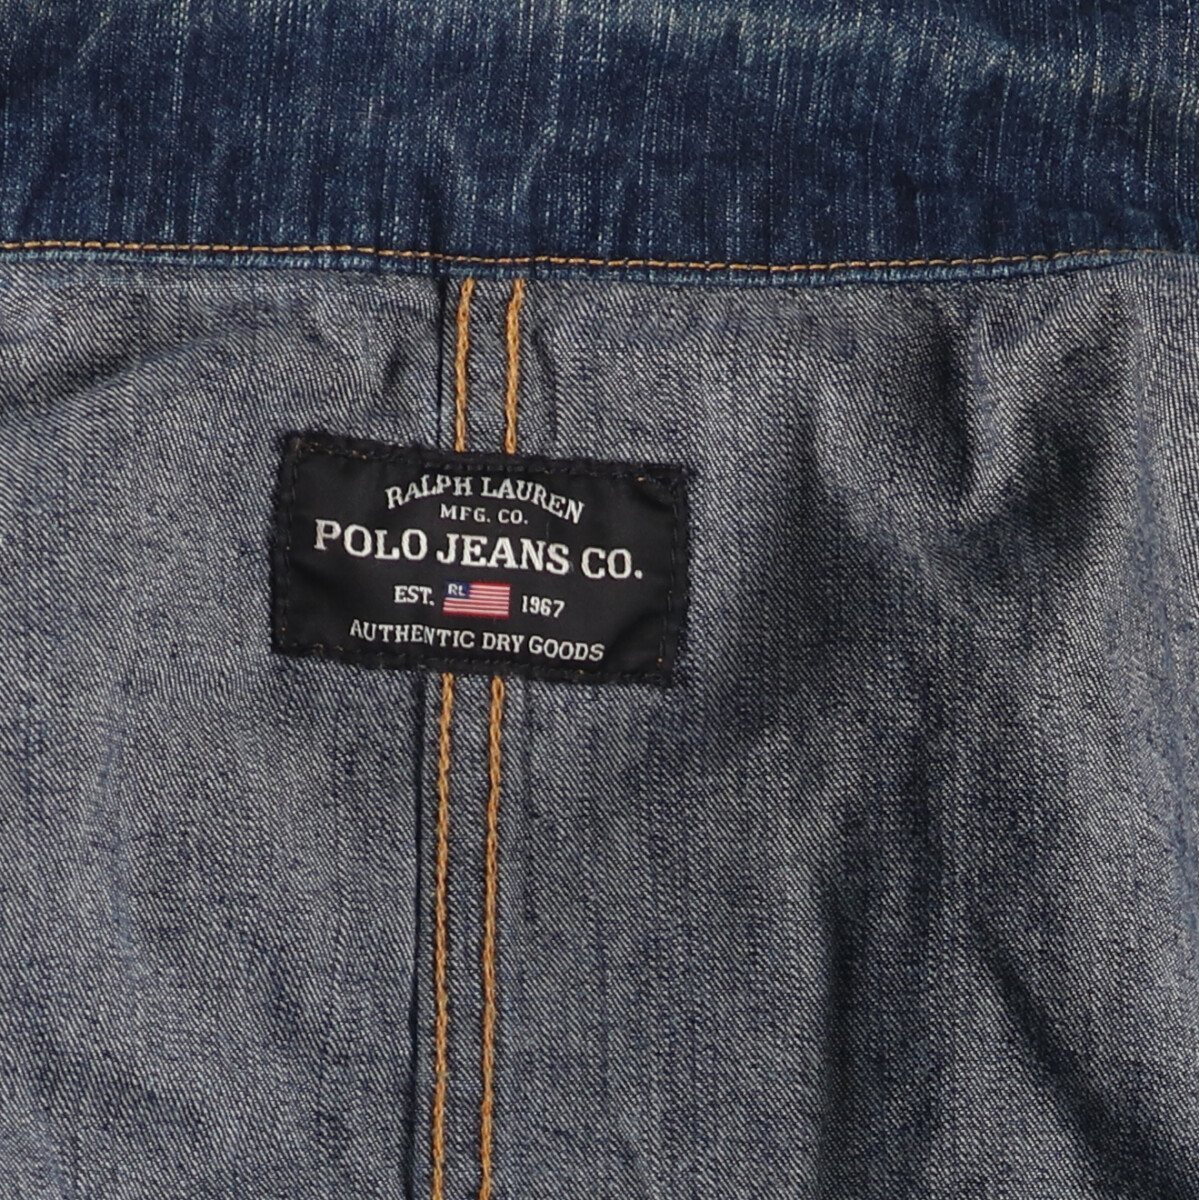 RALPH LAUREN
MFG. CO.
POLO JEANS CO.
EST. RL 1967
AUTHENTIC DRY GOODS